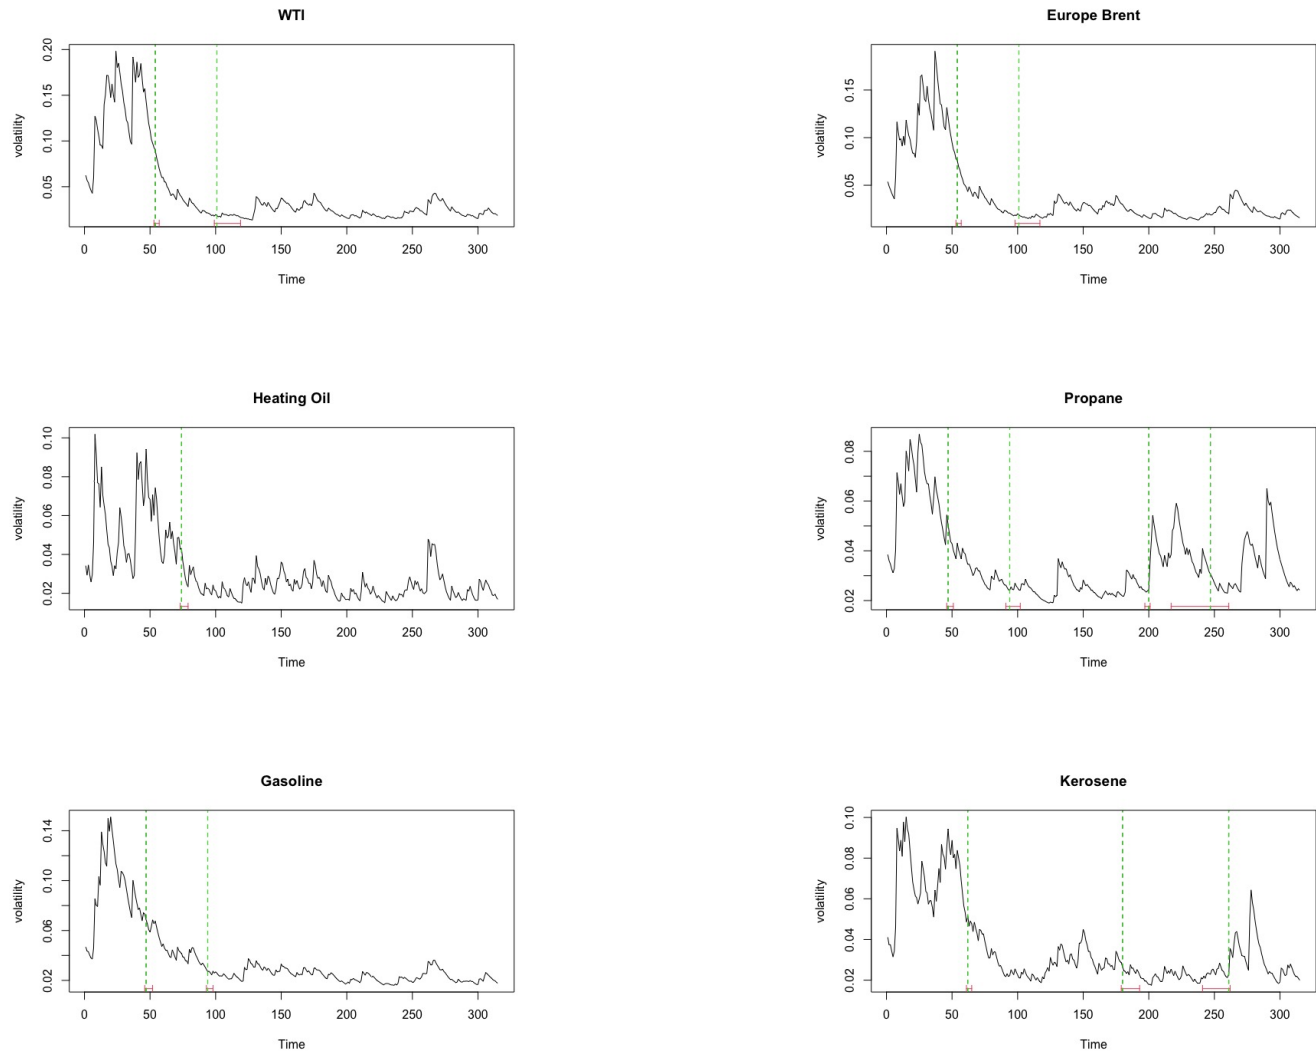 WTI
volatility
0.05 0.10 0.15 0.20
0 50 100 150 200 250 300
Time
Europe Brent
volatility
0.05 0.10 0.15
0 50 100 150 200 250 300
Time
Heating Oil
volatility
0.02 0.04 0.06 0.08 0.10
0 50 100 150 200 250 300
Time
Propane
volatility
0.02 0.04 0.06 0.08
0 50 100 150 200 250 300
Time
Gasoline
volatility
0.02 0.06 0.10 0.14
0 50 100 150 200 250 300
Time
Kerosene
volatility
0.02 0.04 0.06 0.08 0.10
0 50 100 150 200 250 300
Time